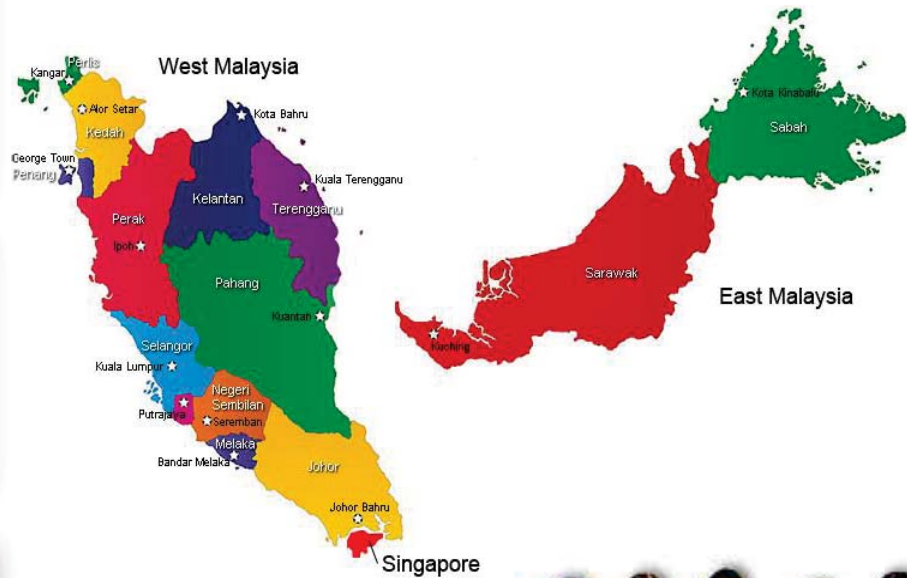 Perlis
Kangar
West Malaysia
Alor Setar
Kedah
Kota Bahru
Kota Kinabalu
Sabah
George Town
Penang
Kuala Terengganu
Kelantan
Terengganu
Perak
Ipoh
Pahang
Sarawak
East Malaysia
Kuantan
Kuching
Selangor
Kuala Lumpur
Negeri
Sembilan
Putrajaya
Seremban
Melaka
Bandar Melaka
Johor
Johor Bahru
Singapore